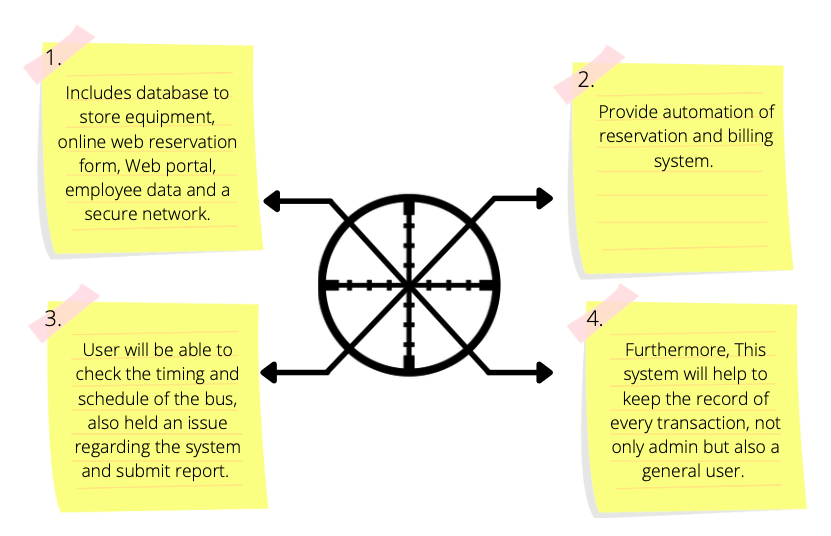 1.
Includes database to
store equipment,
online web reservation
form, Web portal,
employee data and a
secure network.
2.
Provide automation of
reservation and billing
system.
3.
User will be able to
check the timing and
schedule of the bus,
also held an issue
regarding the system
and submit report.
4.
Furthermore, This
system will help to
keep the record of
every transaction, not
only admin but also a
general user.